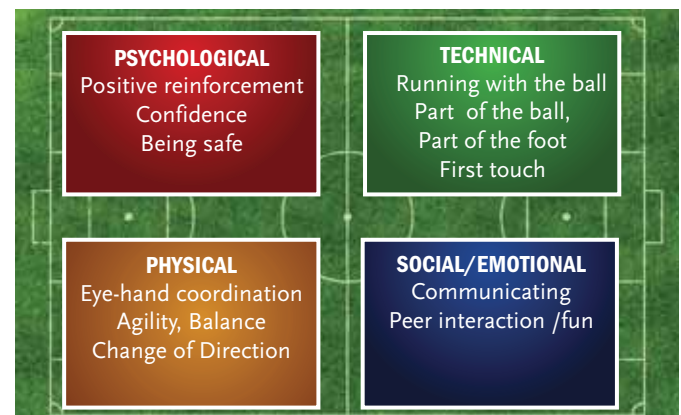 PSYCHOLOGICAL
Positive reinforcement
Confidence
Being safe
TECHNICAL
Running with the ball
Part of the ball,
Part of the foot
First touch
PHYSICAL
Eye-hand coordination
Agility, Balance
Change of Direction
SOCIAL/EMOTIONAL
Communicating
Peer interaction /fun